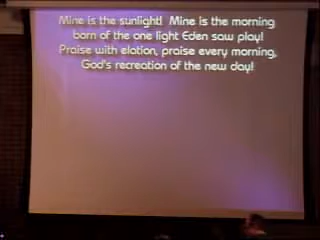 Mine is the sunlight! Mine is the morning
born of the one light Eden saw play!
Praise with elation, praise every morning,
God's recreation of the new day!